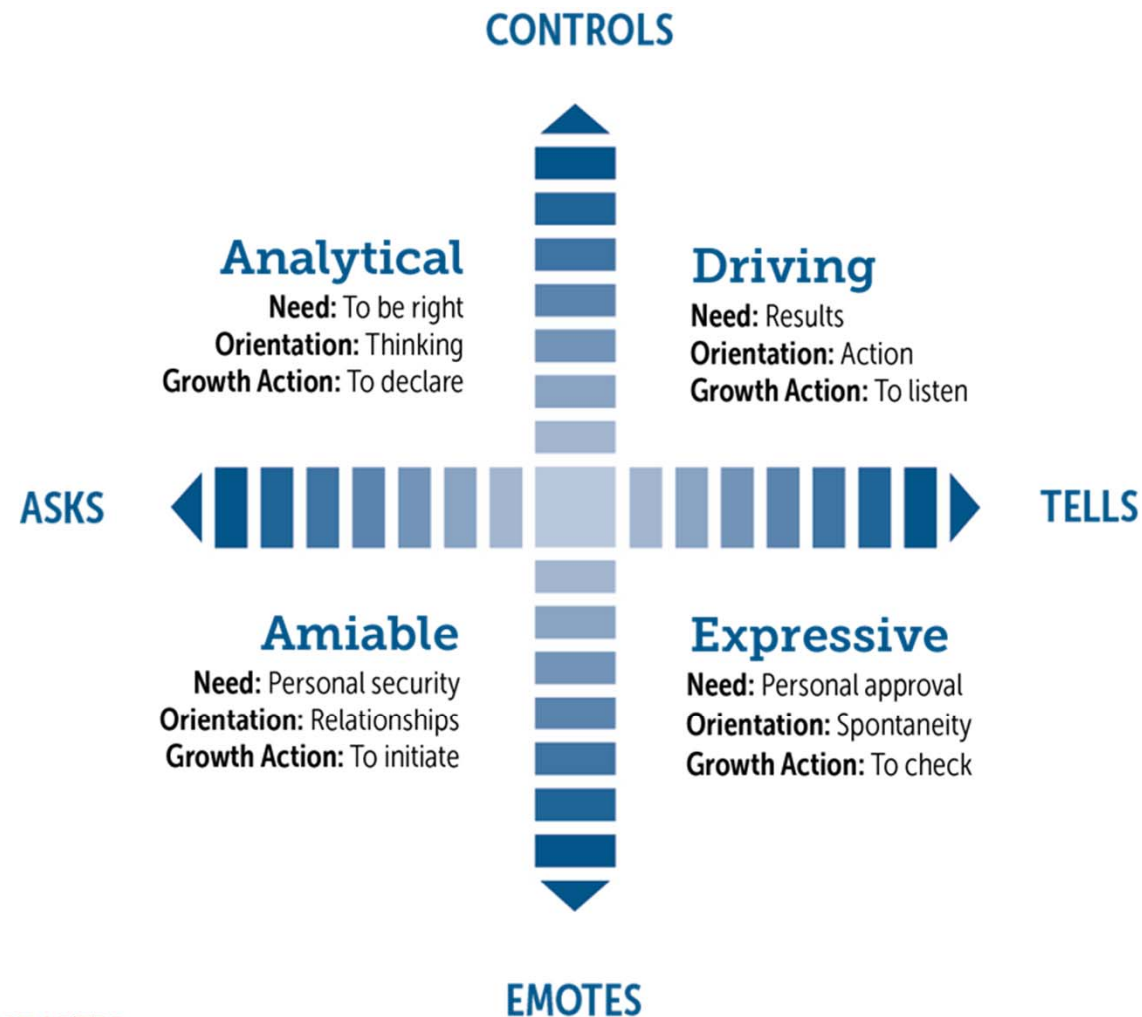 CONTROLS
Analytical
Need: To be right
Orientation: Thinking
Growth Action: To declare
Driving
Need: Results
Orientation: Action
Growth Action: To listen
ASKS
TELLS
Amiable
Need: Personal security
Orientation: Relationships
Growth Action: To initiate
Expressive
Need: Personal approval
Orientation: Spontaneity
Growth Action: To check
EMOTES